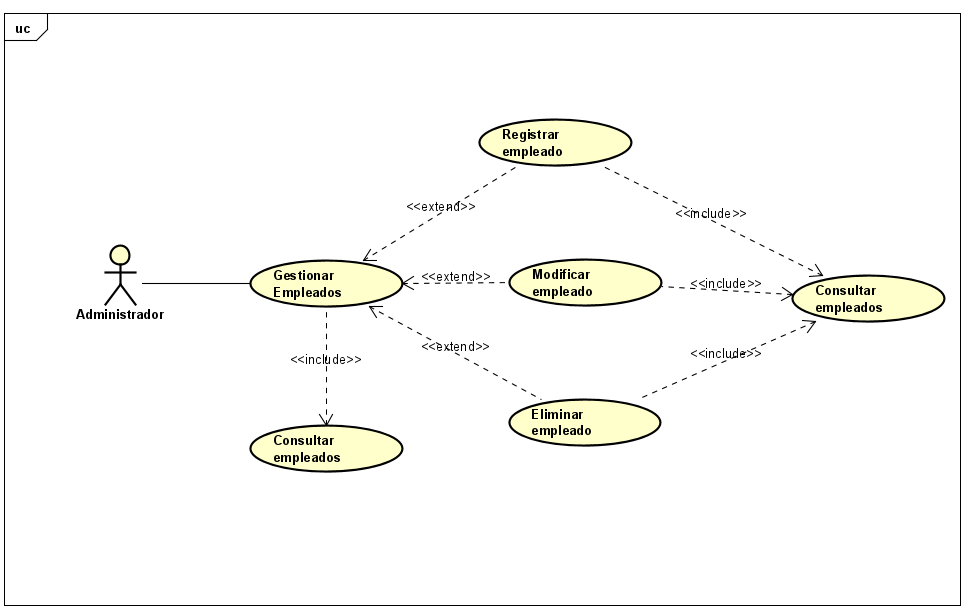 uc
Registrar
empleado
<<extend>>
<<include>>
Gestionar
Empleados
<<extend>>
Modificar
empleado
<<include>>
Consultar
empleados
Administrador
<<extend>>
<<include>>
<<include>>
Eliminar
empleado
Consultar
empleados